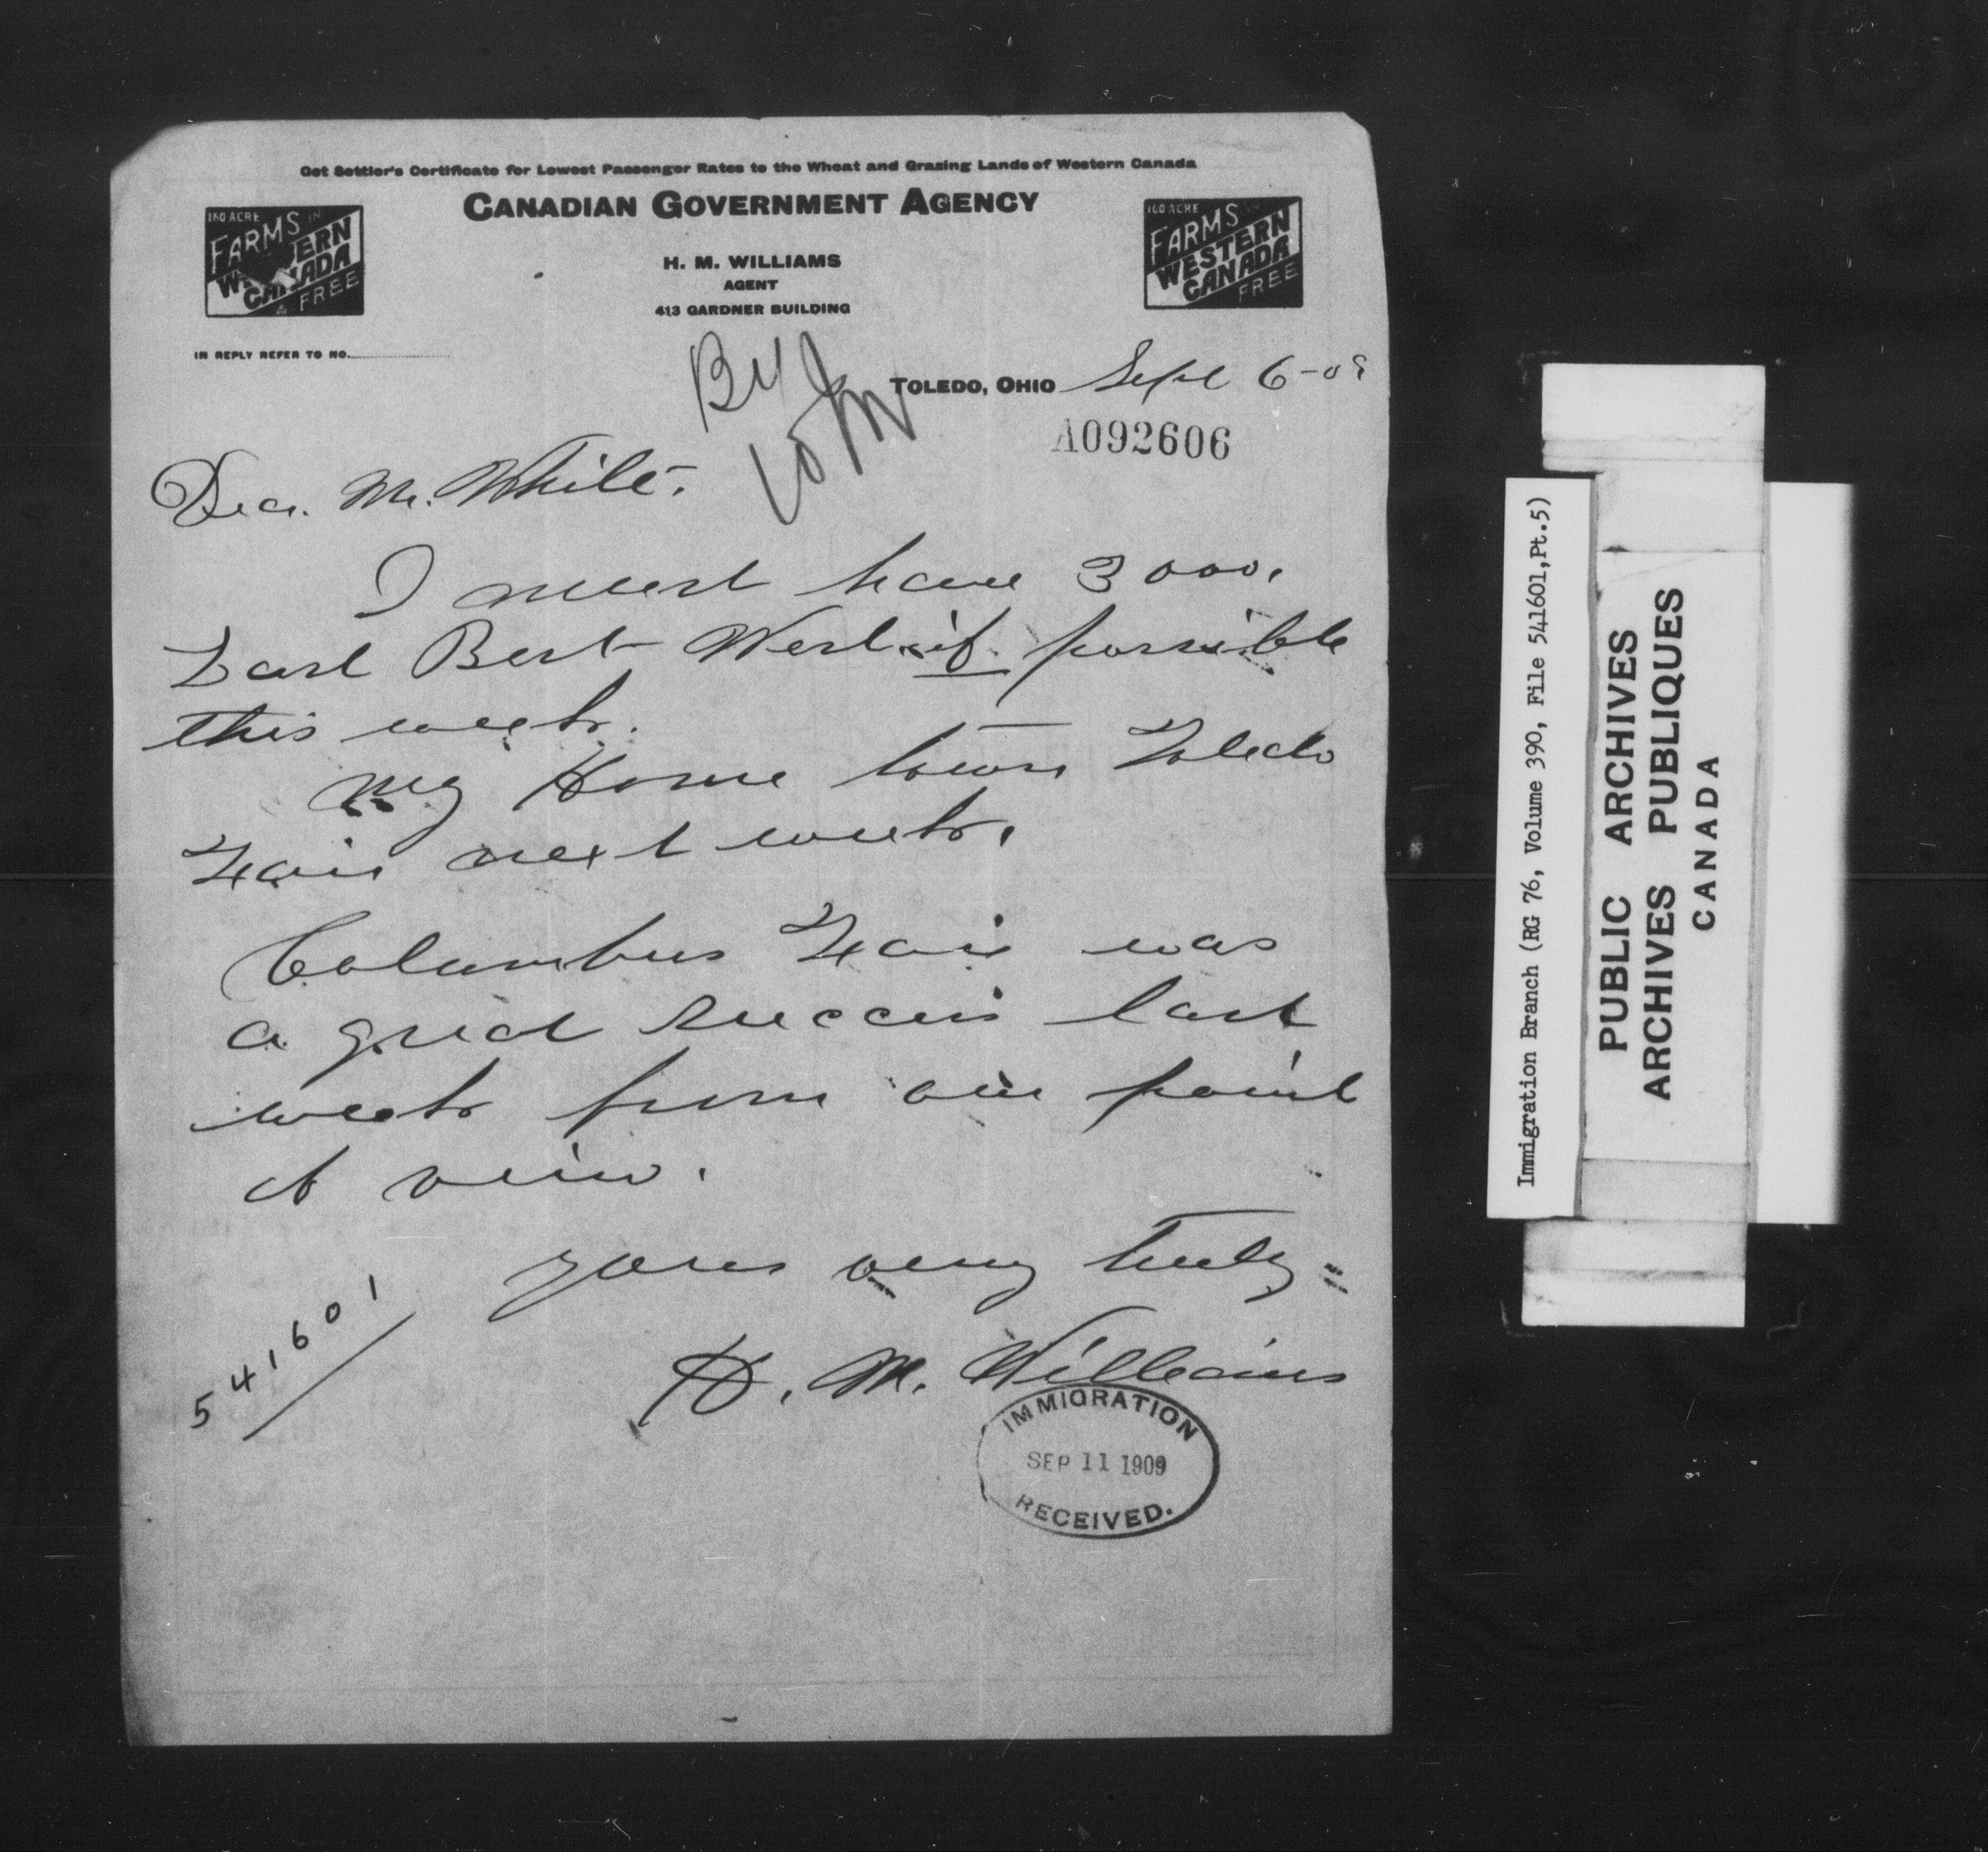 Get Settler's Certificate for Lowest Passenger Rates to the Wheat and Grazing Lands of Western Canada
CANADIAN GOVERNMENT AGENCY
160 ACRE
FARMS IN
WESTERN
CANADA
FREE
H. M. WILLIAMS
AGENT
413 GARDNER BUILDING
160 ACRE
FARMS IN
WESTERN
CANADA
FREE
IN REPLY REFER TO NO.
TOLEDO, OHIO Sept 6-09
A092606
Dear Mr. White.
I must have 3000.
Last Best West if possible
this week.
My Home town Toledo
Fair next week.
Columbus Fair was
a great success last
week from our point
of view.
Yours very truly
H. M. Williams
541601
IMMIGRATION
SEP 11 1909
RECEIVED.
Immigration Branch (RG 76, Volume 390, File 541601,Pt.5)
PUBLIC ARCHIVES
ARCHIVES PUBLIQUES
CANADA